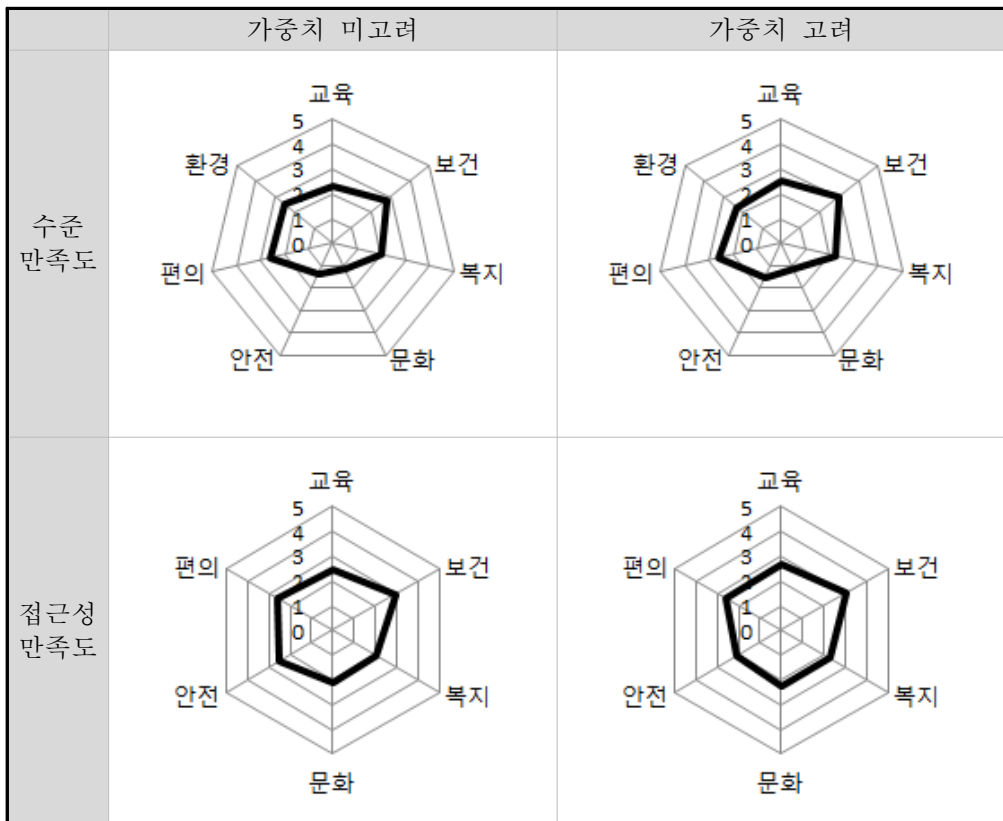 가중치 미고려
가중치 고려
수준
만족도
교육
5
4
3
2
1
0
보건
복지
문화
안전
편의
환경
교육
5
4
3
2
1
0
보건
복지
문화
안전
편의
환경
접근성
만족도
교육
5
4
3
2
1
0
보건
복지
문화
안전
편의
교육
5
4
3
2
1
0
보건
복지
문화
안전
편의